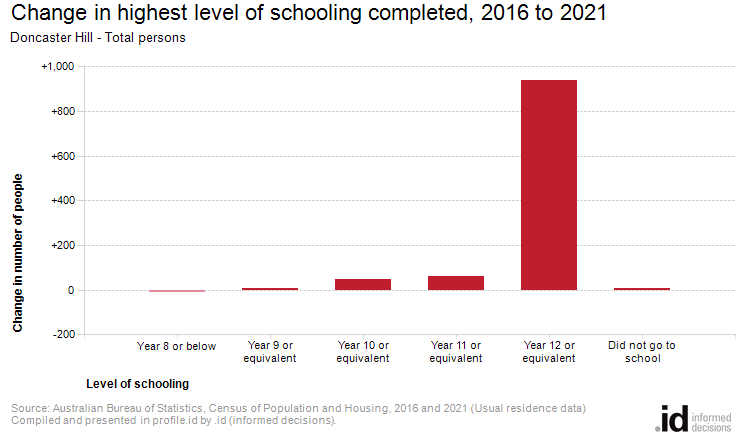 Change in highest level of schooling completed, 2016 to 2021
Doncaster Hill - Total persons
+1,000
+800
+600
+400
+200
0
-200
Change in number of people
Year 8 or below
Year 9 or
equivalent
Year 10 or
equivalent
Year 11 or
equivalent
Year 12 or
equivalent
Did not go to
school
Level of schooling
Source: Australian Bureau of Statistics, Census of Population and Housing, 2016 and 2021 (Usual residence data)
Compiled and presented in profile.id by .id (informed decisions).
.id informed
decisions